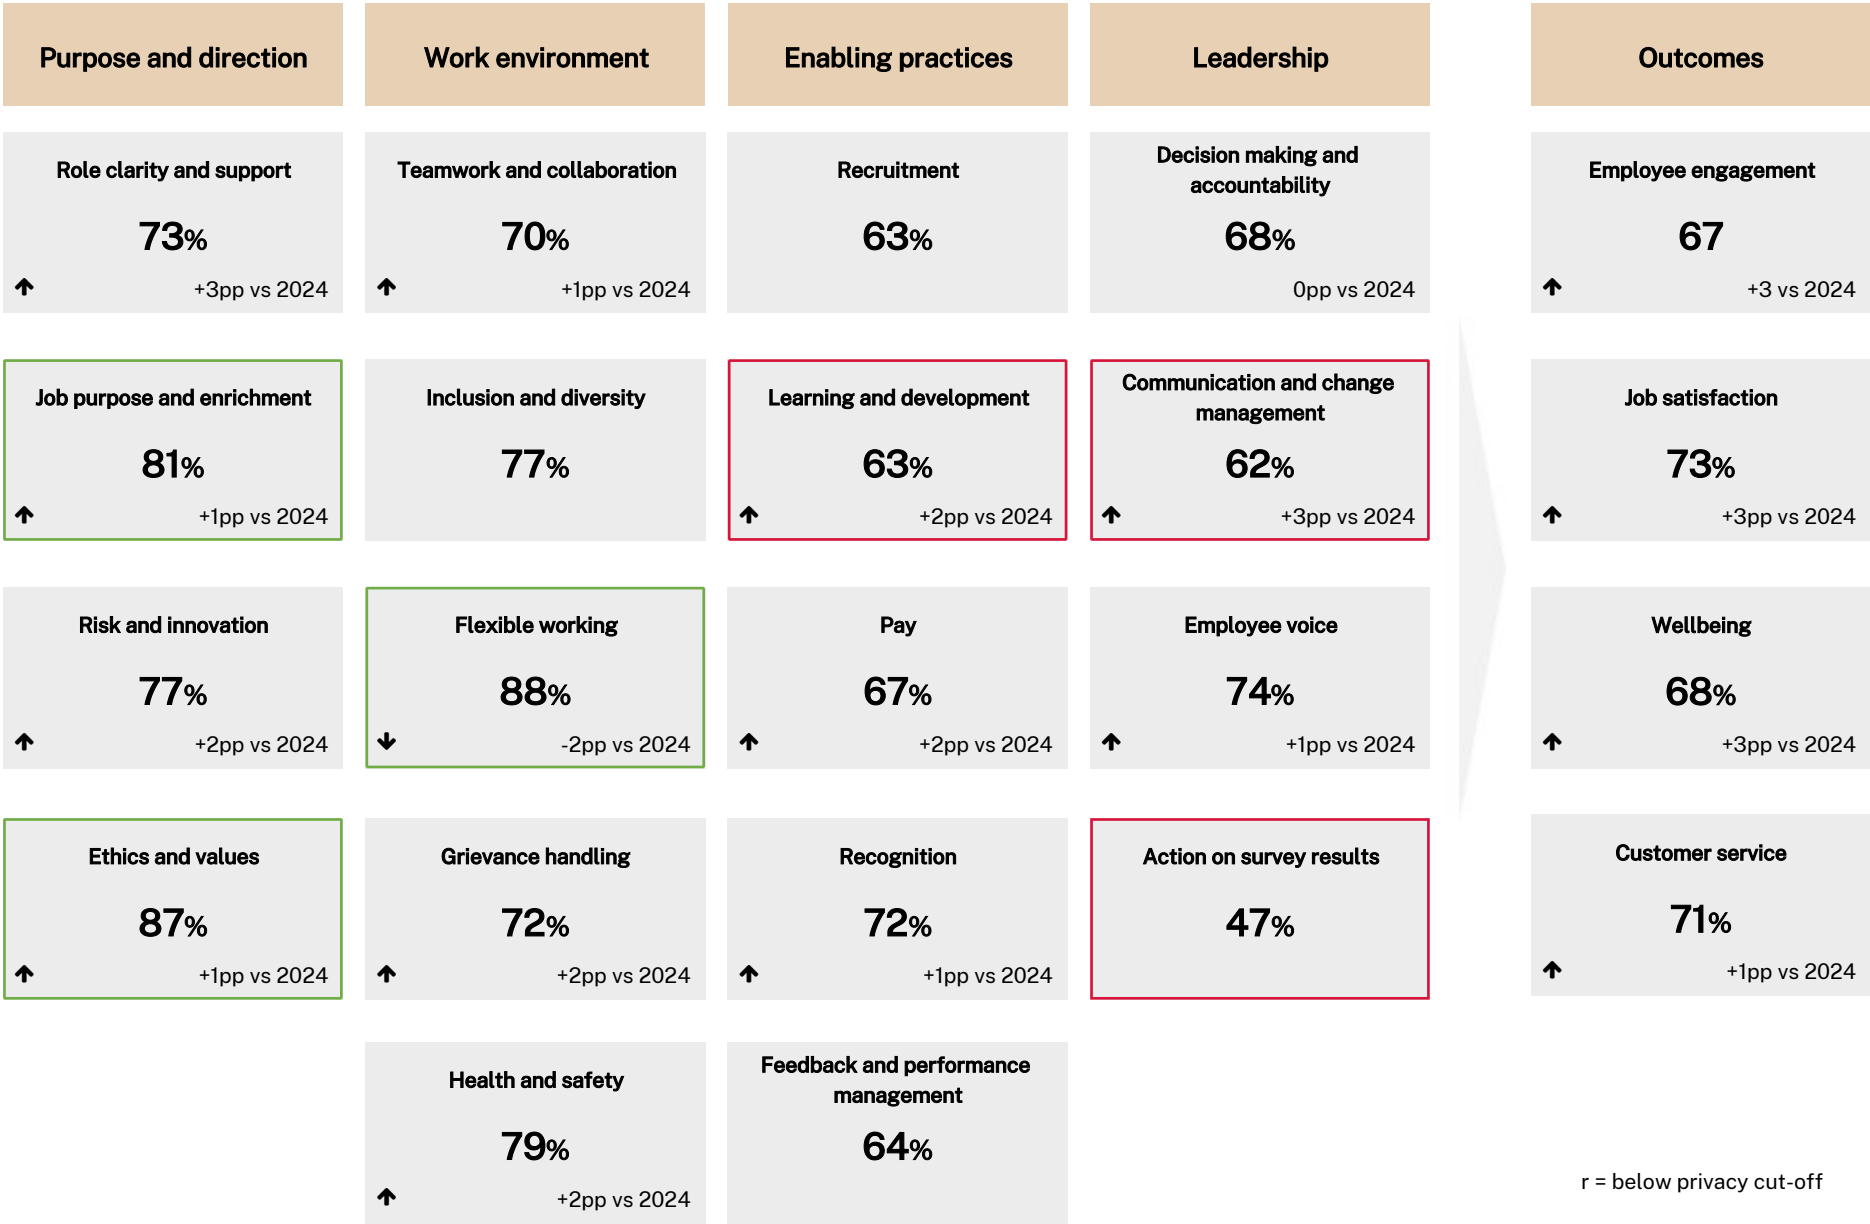 Purpose and direction
Role clarity and support
73%
+3pp vs 2024
Job purpose and enrichment
81%
+1pp vs 2024
Risk and innovation
77%
+2pp vs 2024
Ethics and values
87%
+1pp vs 2024
Work environment
Teamwork and collaboration
70%
+1pp vs 2024
Inclusion and diversity
77%
Flexible working
88%
-2pp vs 2024
Grievance handling
72%
+2pp vs 2024
Health and safety
79%
+2pp vs 2024
Enabling practices
Recruitment
63%
Learning and development
63%
+2pp vs 2024
Pay
67%
+2pp vs 2024
Recognition
72%
+1pp vs 2024
Feedback and performance
management
64%
Leadership
Decision making and
accountability
68%
0pp vs 2024
Communication and change
management
62%
+3pp vs 2024
Employee voice
74%
+1pp vs 2024
Action on survey results
47%
Outcomes
Employee engagement
67
+3 vs 2024
Job satisfaction
73%
+3pp vs 2024
Wellbeing
68%
+3pp vs 2024
Customer service
71%
+1pp vs 2024
r = below privacy cut-off